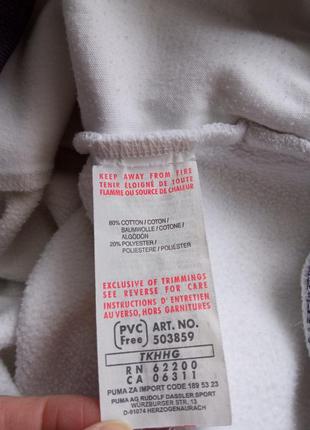 KEEP AWAY FROM FIRE
TENIR ÉLOIGNÉ DE TOUTE
FLAMME OU SOURCE DE CHALEUR
80% COTTON / COTON /
BAUMWOLLE / COTONE /
ALGODÓN
20% POLYESTER /
POLIESTERE / POLIÉSTER
EXCLUSIVE OF TRIMMINGS
SEE REVERSE FOR CARE
INSTRUCTIONS D'ENTRETIEN
AU VERSO, HORS GARNITURES
PVC Free
ART. NO.
503859
TKHHG
RN 62200
CA 06311
PUMA ZA IMPORT CODE 189 53 23
PUMA AG RUDOLF DASSLER SPORT
WÜRZBURGER STR.
D-91074 HERZOGENAURACH